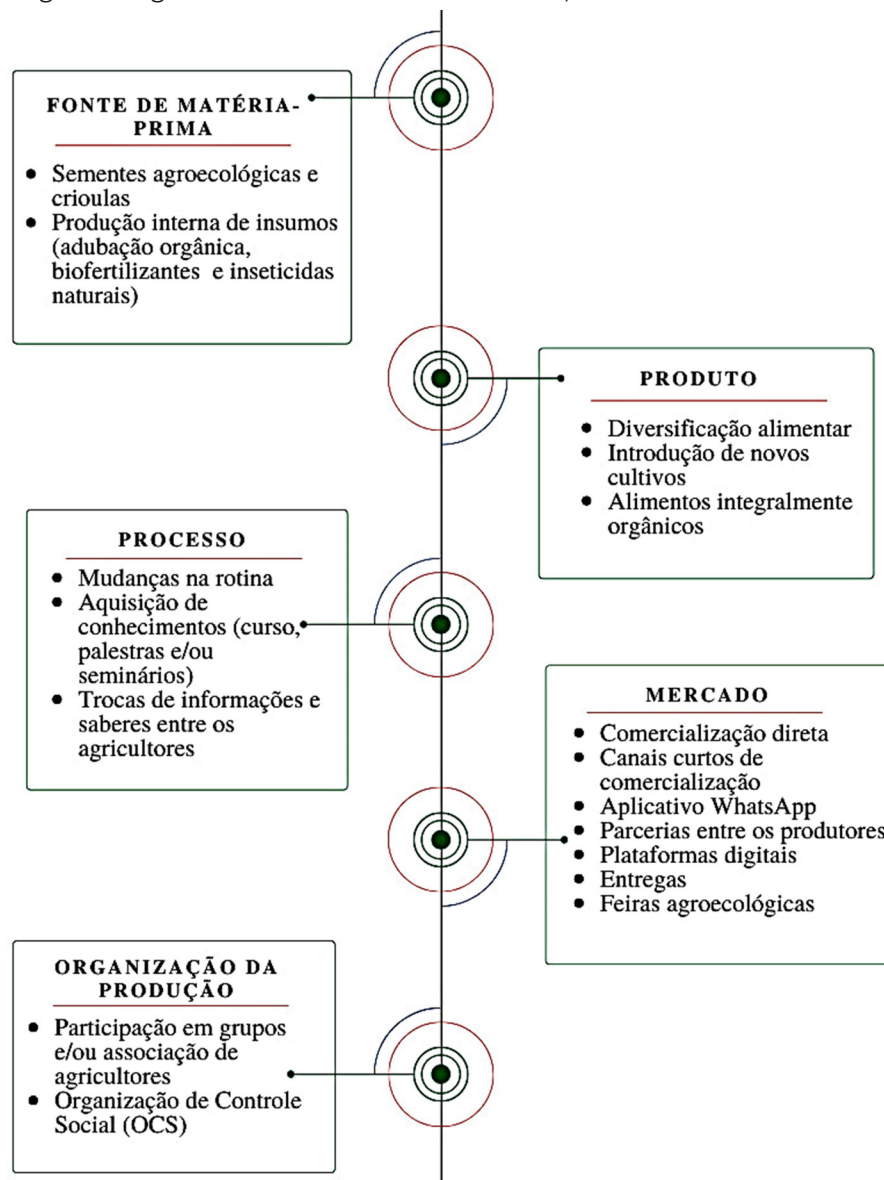 FONTE DE MATÉRIA-
PRIMA
Sementes agroecológicas e
crioulas
Produção interna de insumos
(adubação orgânica,
biofertilizantes e inseticidas
naturais)
PRODUTO
Diversificação alimentar
Introdução de novos
cultivos
Alimentos integralmente
orgânicos
PROCESSO
Mudanças na rotina
Aquisição de
conhecimentos (curso,
palestras e/ou
seminários)
Trocas de informações e
saberes entre os
agricultores
MERCADO
Comercialização direta
Canais curtos de
comercialização
Aplicativo WhatsApp
Parcerias entre os produtores
Plataformas digitais
Entregas
Feiras agroecológicas
ORGANIZAÇÃO DA
PRODUÇÃO
Participação em grupos
e/ou associação de
agricultores
Organização de Controle
Social (OCS)